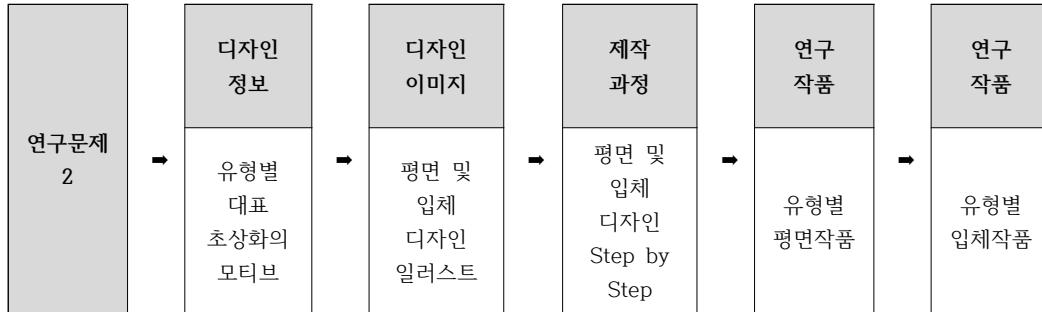 연구문제
2
➡
디자인
정보
유형별
대표
초상화의
모티브
➡
디자인
이미지
평면 및
입체
디자인
일러스트
➡
제작
과정
평면 및
입체
디자인
Step by
Step
➡
연구
작품
유형별
평면작품
➡
연구
작품
유형별
입체작품